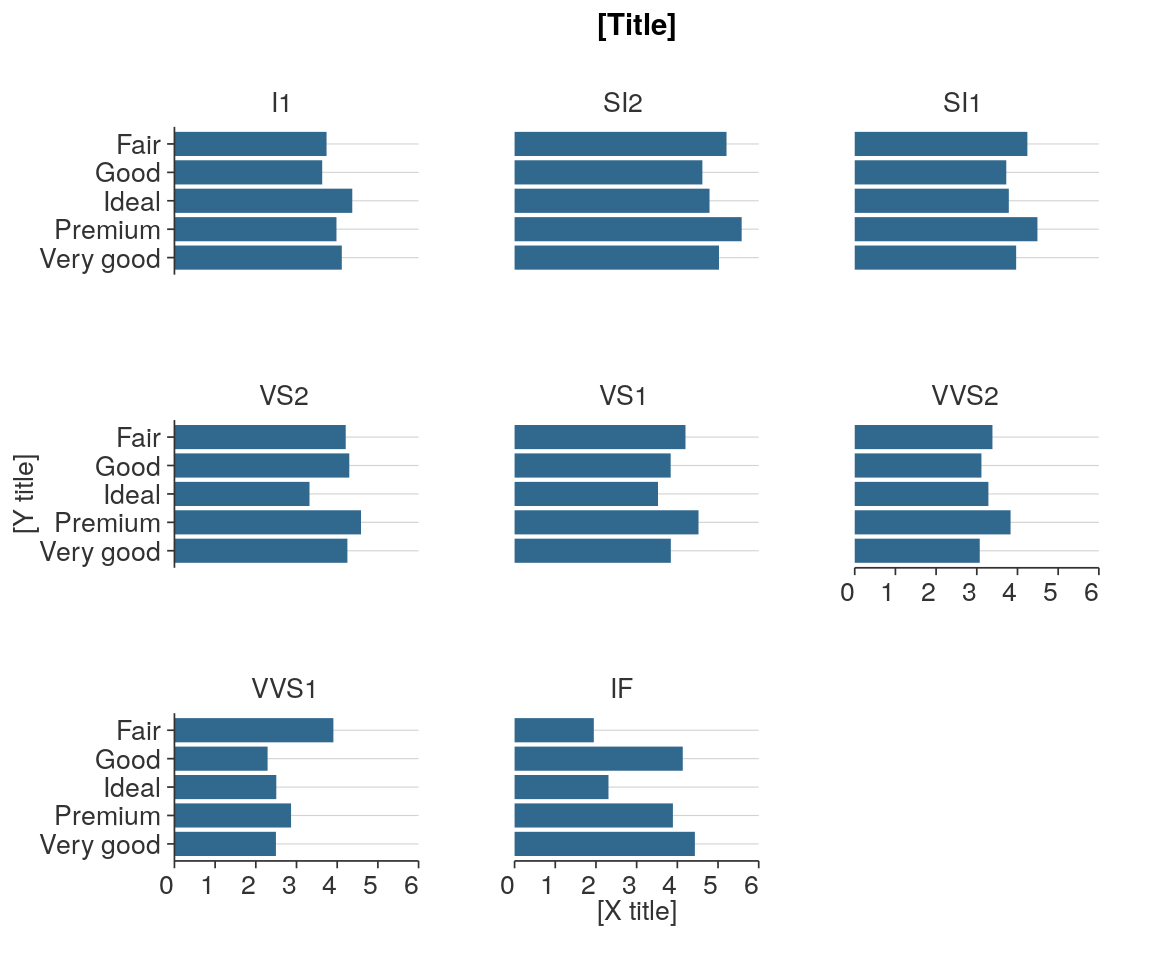 [Title]
I1
SI2
SI1
Fair
Good
Ideal
Premium
Very good
VS2
VS1
VVS2
[Y title]
Fair
Good
Ideal
Premium
Very good
0 1 2 3 4 5 6
VVS1
IF
Fair
Good
Ideal
Premium
Very good
0 1 2 3 4 5 6
0 1 2 3 4 5 6
[X title]